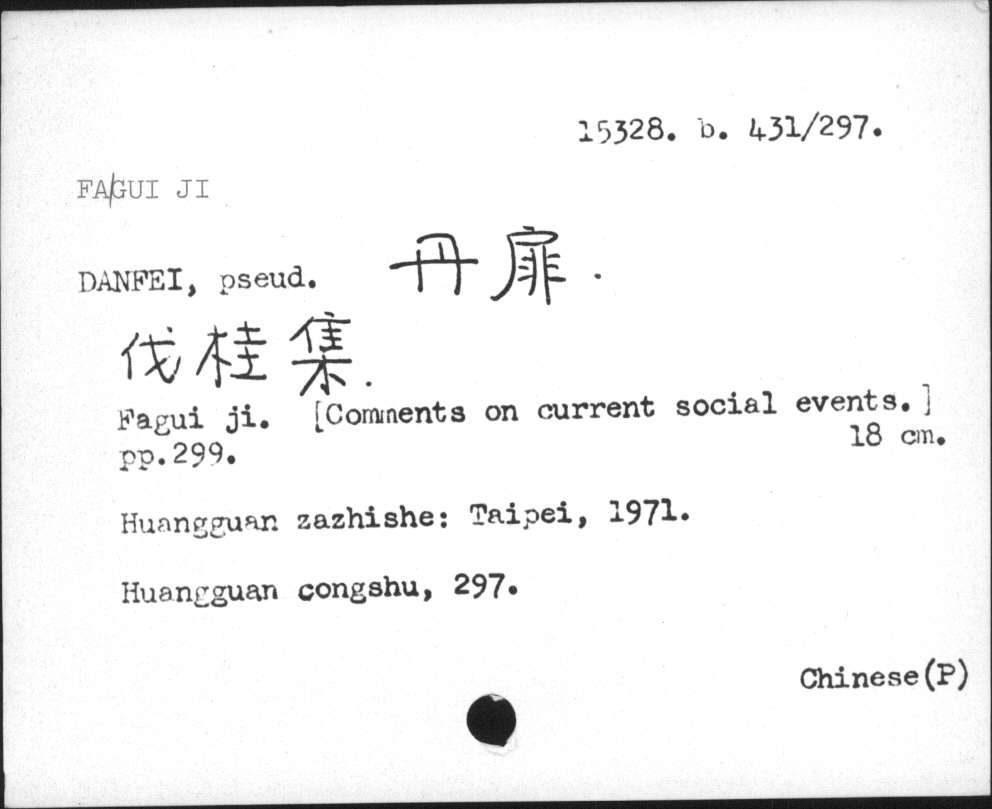 15328. b. 431/297.
FA/GUI JI
DANFEI, pseud. 丹扉.
伐桂集.
Fagui ji. [Comments on current social events.]
pp.299. 18 cm.
Huangguan zazhishe: Taipei, 1971.
Huangguan congshu, 297.
Chinese(P)